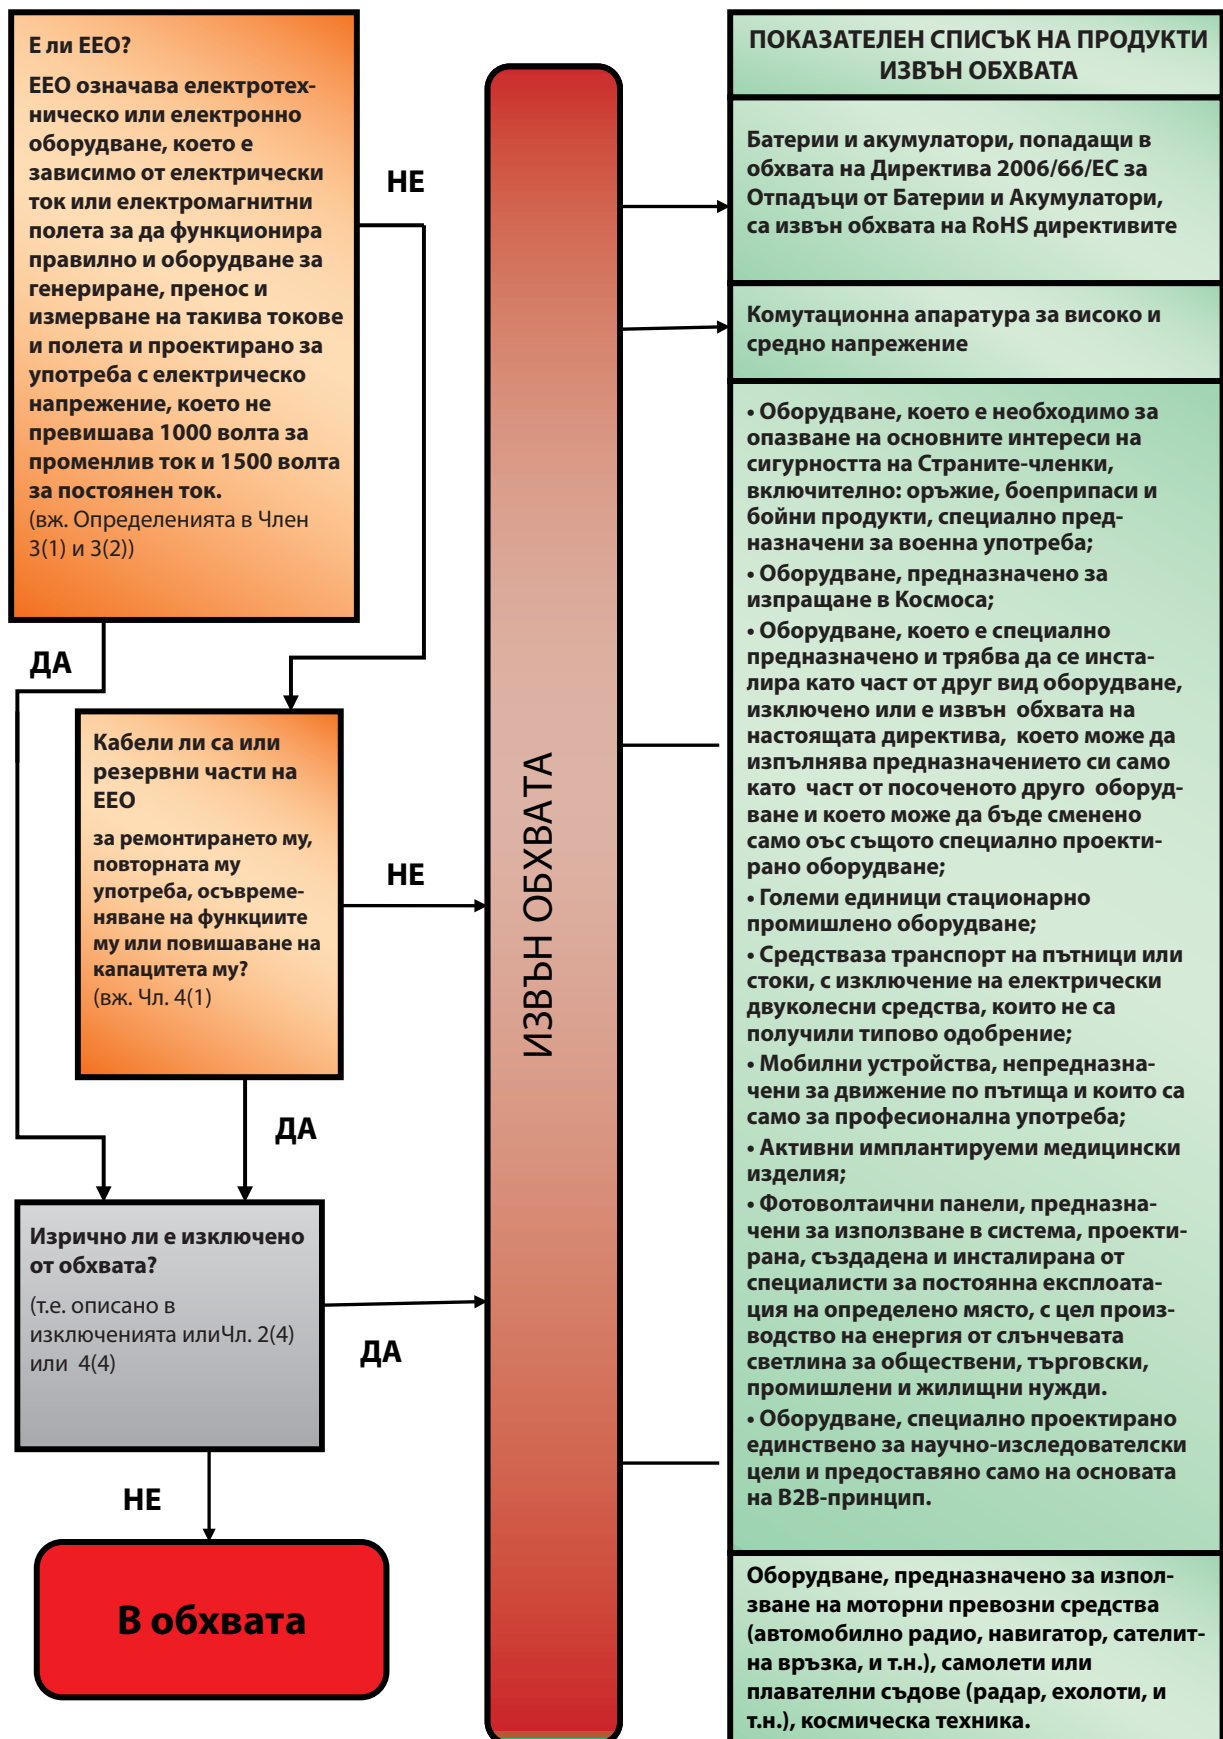 Е ли ЕЕО?
ЕЕО означава електротех-
ническо или електронно
оборудване, което е
зависимо от електрически
ток или електромагнитни
полета за да функционира
правилно и оборудване за
генериране, пренос и
измерване на такива токове
и полета и проектирано за
употреба с електрическо
напрежение, което не
превишава 1000 волта за
променлив ток и 1500 волта
за постоянен ток.
(вж. Определенията в Член
3(1) и 3(2))
НЕ
ДА
Кабели ли са или
резервни части на
ЕЕО
за ремонтирането му,
повторната му
употреба, осъвреме-
няване на функциите
му или повишаване на
капацитета му?
(вж. Чл. 4(1)
НЕ
ДА
Изрично ли е изключено
от обхвата?
(т.е. описано в
изключенията илиЧл. 2(4)
или 4(4)
ДА
НЕ
В обхвата
ИЗВЪН ОБХВАТА
ПОКАЗАТЕЛЕН СПИСЪК НА ПРОДУКТИ
ИЗВЪН ОБХВАТА
Батерии и акумулатори, попадащи в
обхвата на Директива 2006/66/ЕС за
Отпадъци от Батерии и Акумулатори,
са извън обхвата на RoHS директивите
Комутационна апаратура за високо и
средно напрежение
• Оборудване, което е необходимо за
опазване на основните интереси на
сигурността на Страните-членки,
включително: оръжие, боеприпаси и
бойни продукти, специално пред-
назначени за военна употреба;
• Оборудване, предназначено за
изпращане в Космоса;
• Оборудване, което е специално
предназначено и трябва да се инста-
лира като част от друг вид оборудване,
изключено или е извън обхвата на
настоящата директива, което може да
изпълнява предназначението си само
като част от посоченото друго оборуд-
ване и което може да бъде сменено
само оъс същото специално проекти-
рано оборудване;
• Големи единици стационарно
промишлено оборудване;
• Средстваза транспорт на пътници или
стоки, с изключение на електрически
двуколесни средства, които не са
получили типово одобрение;
• Мобилни устройства, непредназна-
чени за движение по пътища и които са
само за професионална употреба;
• Активни имплантируеми медицински
изделия;
• Фотоволтаични панели, предназна-
чени за използване в система, проекти-
рана, създадена и инсталирана от
специалисти за постоянна експлоата-
ция на определено място, с цел произ-
водство на енергия от слънчевата
светлина за обществени, търговски,
промишлени и жилищни нужди.
• Оборудване, специално проектирано
единствено за научно-изследователски
цели и предоставяно само на основата
на B2B-принцип.
Оборудване, предназначено за изпол-
зване на моторни превозни средства
(автомобилно радио, навигатор, сателит-
на връзка, и т.н.), самолети или
плавателни съдове (радар, ехолоти, и
т.н.), космическа техника.